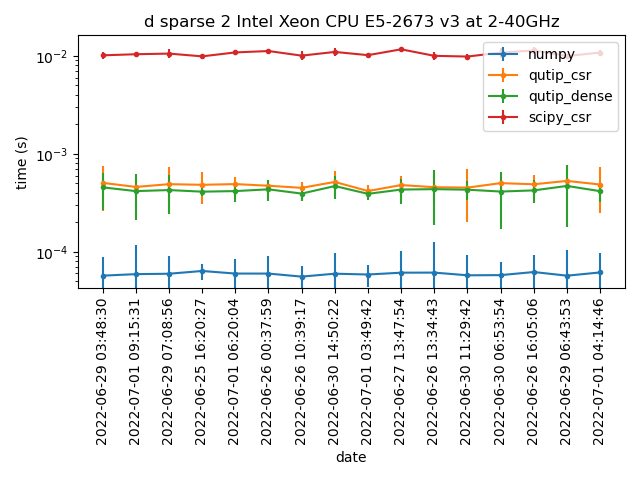 d sparse 2 Intel Xeon CPU E5-2673 v3 at 2-40GHz
numpy
qutip_csr
qutip_dense
scipy_csr
time (s)
10⁻²
10⁻³
10⁻⁴
2022-06-29 03:48:30
2022-07-01 09:15:31
2022-06-29 07:08:56
2022-06-25 16:20:27
2022-07-01 06:20:04
2022-06-26 00:37:59
2022-06-26 10:39:17
2022-06-30 14:50:22
2022-07-01 03:49:42
2022-06-27 13:47:54
2022-06-26 13:34:43
2022-06-30 11:29:42
2022-06-30 06:53:54
2022-06-26 16:05:06
2022-06-29 06:43:53
2022-07-01 04:14:46
date